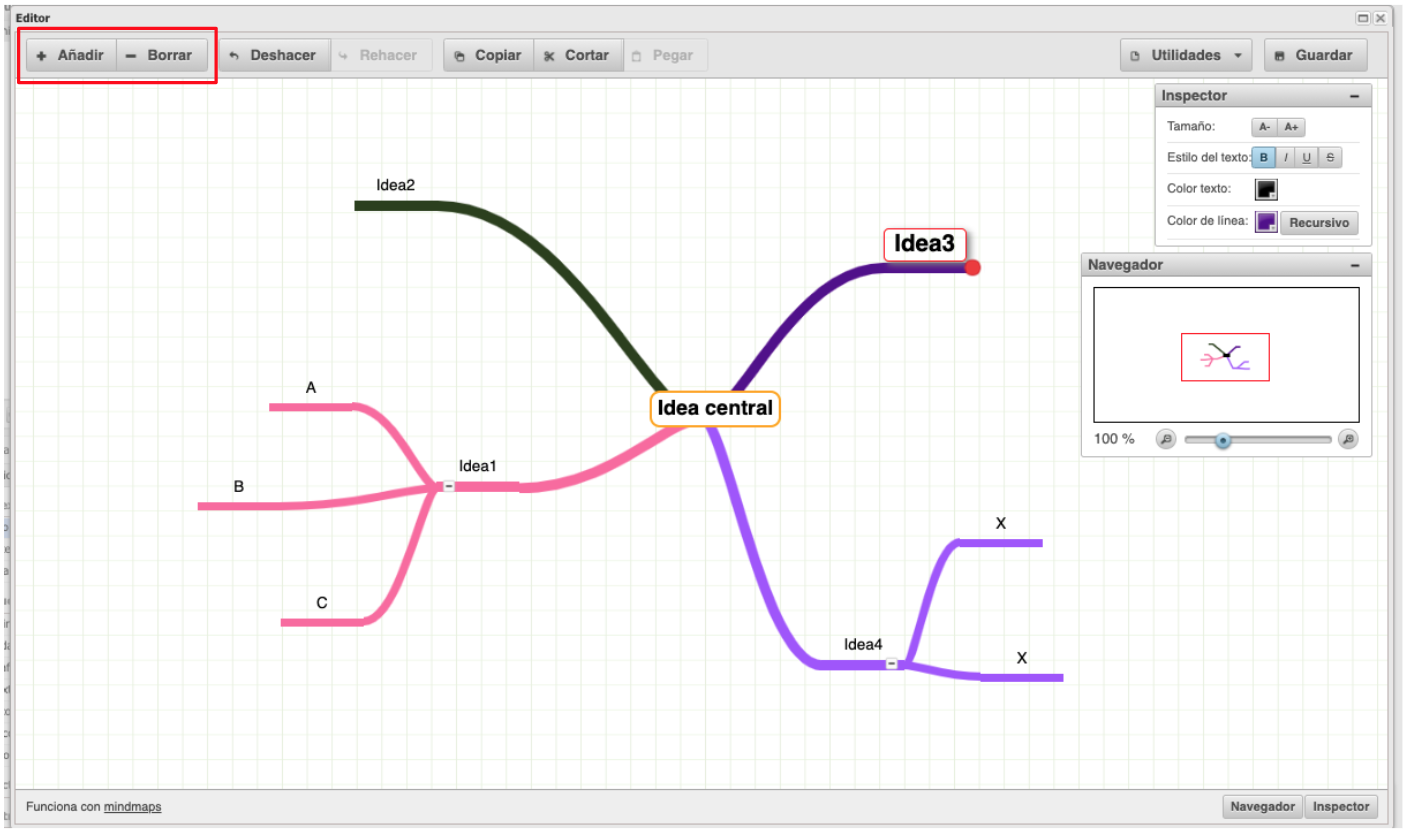 Editor
Añadir Borrar Deshacer Rehacer Copiar Cortar Pegar Utilidades Guardar
Inspector
Tamaño: A- A+
Estilo del texto: B I U S
Color texto:
Color de línea: Recursivo
Navegador
100 %
Idea2
Idea3
Idea central
A
Idea1
B
C
X
Idea4
X
Funciona con mindmaps
Navegador Inspector